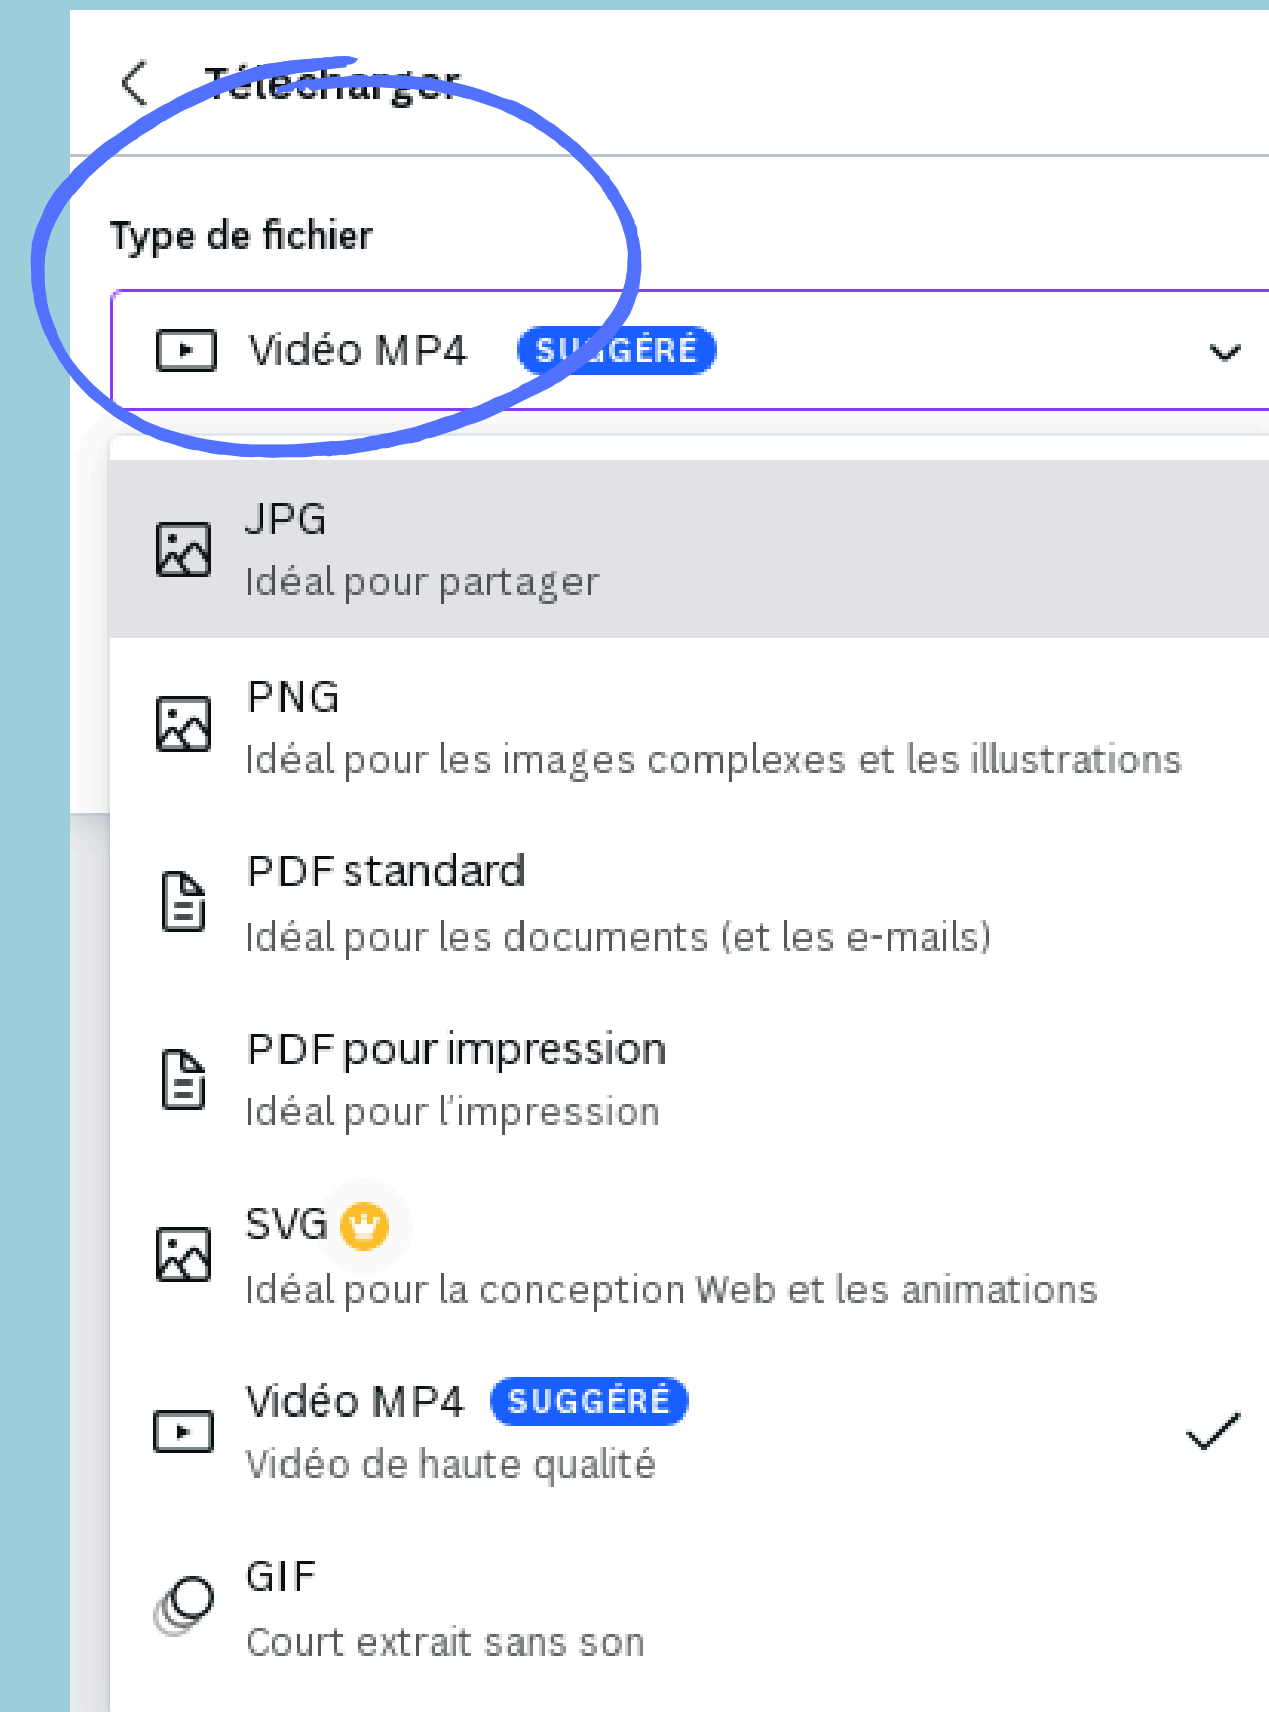 Télécharger
Type de fichier
Vidéo MP4 SUGGÉRÉ
JPG
Idéal pour partager
PNG
Idéal pour les images complexes et les illustrations
PDF standard
Idéal pour les documents (et les e-mails)
PDF pour impression
Idéal pour l'impression
SVG
Idéal pour la conception Web et les animations
Vidéo MP4 SUGGÉRÉ
Vidéo de haute qualité
GIF
Court extrait sans son